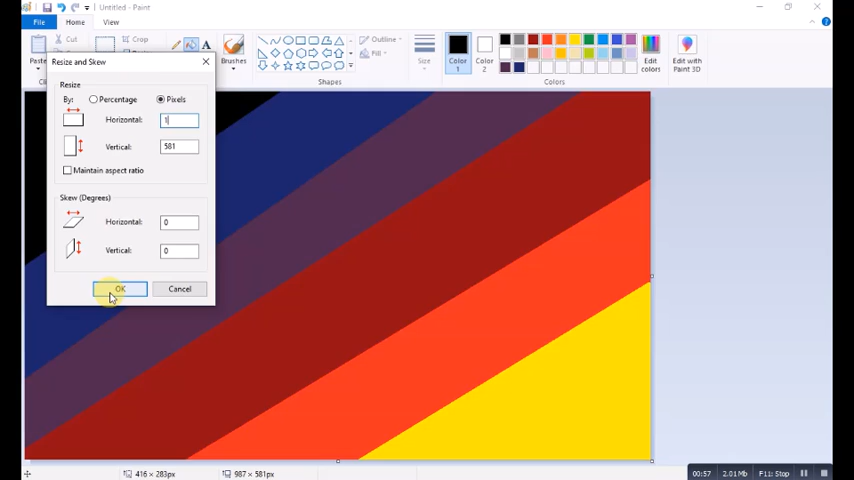 Untitled - Paint
File
Home
View
Cut
Crop
Paste
Brushes
Outline
Fill
Shapes
Size
Color 1
Color 2
Edit colors
Edit with Paint 3D
Colors
Resize and Skew
Resize
By:
Percentage
Pixels
Horizontal:
1
Vertical:
581
Maintain aspect ratio
Skew (Degrees)
Horizontal:
0
Vertical:
0
OK
Cancel
416 × 283px
987 × 581px
00:57
2.01Mb
F11: Stop